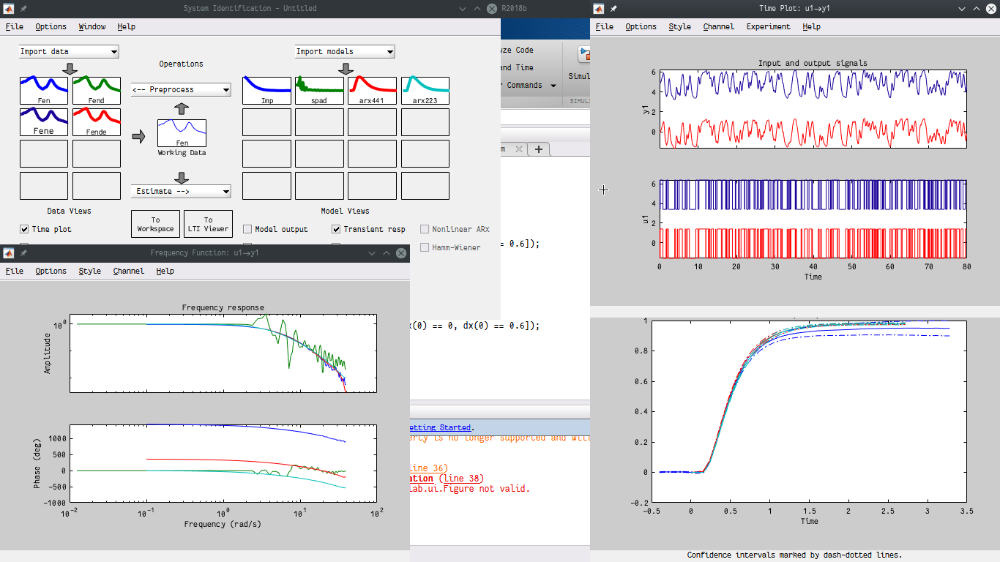 System Identification - Untitled
File Options Window Help
Import data
Import models
Operations
<-- Preprocess
Fen
Fend
Fene
Fende
Imp
spad
arx441
arx223
Fen
Working Data
Estimate -->
Data Views
Model Views
To Workspace
To LTI Viewer
Time plot
Model output
Transient resp
Nonlinear ARX
Hamm-Wiener
R2018b
yze Code
and Time
r Commands
Simul
SIMUL
m
== 0.6]);
x(0) == 0, dx(0) == 0.6]);
etting Started.
erty is no longer supported and will
line 36)
ation (line 38)
lab.ui.Figure not valid.
Time Plot: u1->y1
File Options Style Channel Experiment Help
Input and output signals
y1
6
4
2
0
u1
6
4
2
0
0 10 20 30 40 50 60 70 80
Time
Frequency Function: u1->y1
File Options Style Channel Help
Frequency response
Amplitude
10^0
Phase (deg)
1000
500
0
-500
-1000
10^-2 10^-1 10^0 10^1 10^2
Frequency (rad/s)
1
0.8
0.6
0.4
0.2
0
-0.2
-0.5 0 0.5 1 1.5 2 2.5 3 3.5
Time
Confidence intervals marked by dash-dotted lines.